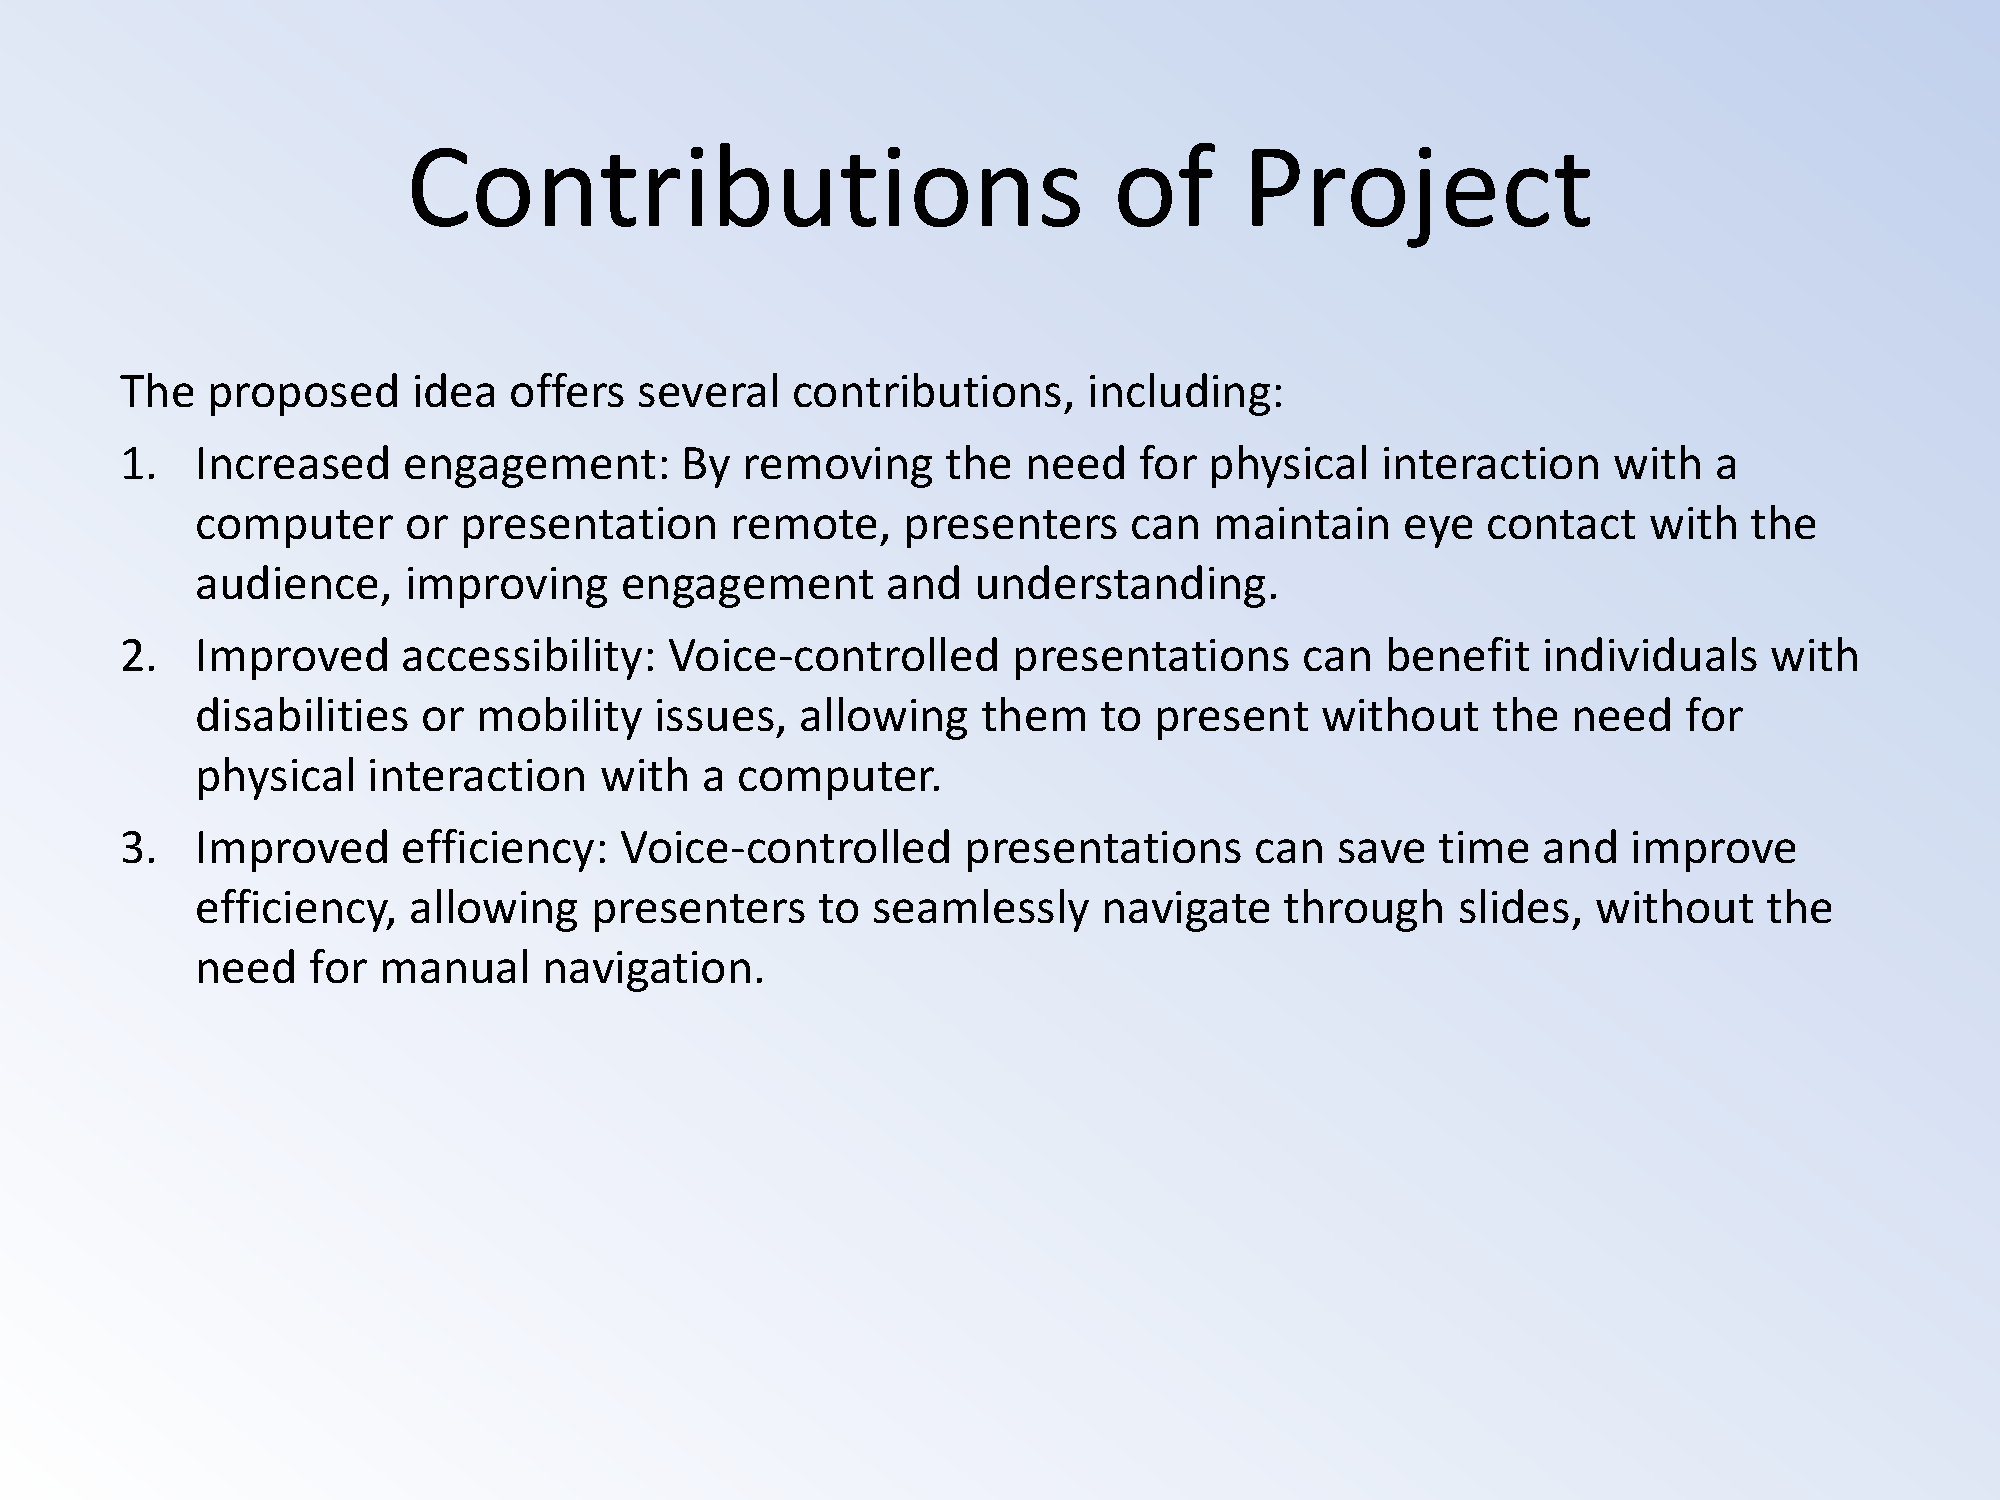 Contributions of Project
The proposed idea offers several contributions, including:
1. Increased engagement: By removing the need for physical interaction with a
computer or presentation remote, presenters can maintain eye contact with the
audience, improving engagement and understanding.
2. Improved accessibility: Voice-controlled presentations can benefit individuals with
disabilities or mobility issues, allowing them to present without the need for
physical interaction with a computer.
3. Improved efficiency: Voice-controlled presentations can save time and improve
efficiency, allowing presenters to seamlessly navigate through slides, without the
need for manual navigation.